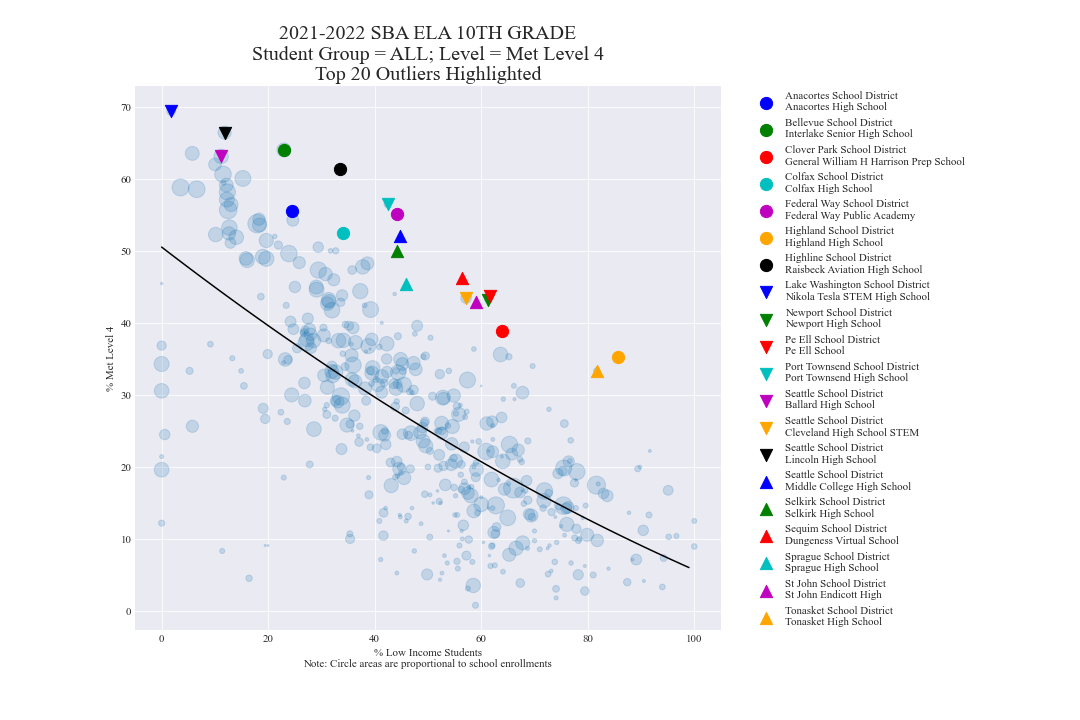 2021-2022 SBA ELA 10TH GRADE
Student Group = ALL; Level = Met Level 4
Top 20 Outliers Highlighted
% Met Level 4
70
60
50
40
30
20
10
0
0
20
40
60
80
100
% Low Income Students
Note: Circle areas are proportional to school enrollments
Anacortes School District
Anacortes High School
Bellevue School District
Interlake Senior High School
Clover Park School District
General William H Harrison Prep School
Colfax School District
Colfax High School
Federal Way School District
Federal Way Public Academy
Highland School District
Highland High School
Highline School District
Raisbeck Aviation High School
Lake Washington School District
Nikola Tesla STEM High School
Newport School District
Newport High School
Pe Ell School District
Pe Ell School
Port Townsend School District
Port Townsend High School
Seattle School District
Ballard High School
Seattle School District
Cleveland High School STEM
Seattle School District
Lincoln High School
Seattle School District
Middle College High School
Selkirk School District
Selkirk High School
Sequim School District
Dungeness Virtual School
Sprague School District
Sprague High School
St John School District
St John Endicott High
Tonasket School District
Tonasket High School